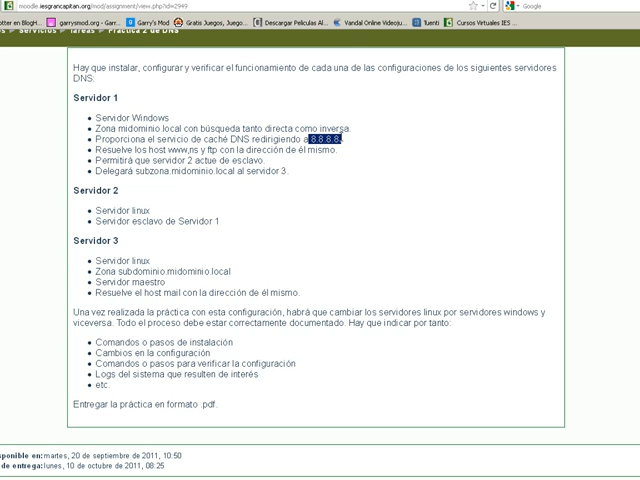 moodle.iesgrancapitan.org/mod/assignment/view.php?id=2949
Google
otter en BlogHi...
garrysmod.org - Garr...
Garry's Mod
Gratis Juegos, Juego...
Descargar Peliculas Al...
Vandal Online Videoju...
Tuenti
Cursos Virtuales IES ...
Servicios
Tareas
Práctica 2 de DNS
Hay que instalar, configurar y verificar el funcionamiento de cada una de las configuraciones de los siguientes servidores
DNS:
Servidor 1
Servidor Windows
Zona midominio.local con búsqueda tanto directa como inversa.
Proporciona el servicio de caché DNS redirigiendo a 8.8.8.8.
Resuelve los host www,ns y ftp con la dirección de él mismo.
Permitirá que servidor 2 actue de esclavo.
Delegará subzona.midominio.local al servidor 3.
Servidor 2
Servidor linux
Servidor esclavo de Servidor 1
Servidor 3
Servidor linux
Zona subdominio.midominio.local
Servidor maestro
Resuelve el host mail con la dirección de él mismo.
Una vez realizada la práctica con esta configuración, habrá que cambiar los servidores linux por servidores windows y
viceversa. Todo el proceso debe estar correctamente documentado. Hay que indicar por tanto:
Comandos o pasos de instalación
Cambios en la configuración
Comandos o pasos para verificar la configuración
Logs del sistema que resulten de interés
etc.
Entregar la práctica en formato .pdf.
sponible en: martes, 20 de septiembre de 2011, 10:50
de entrega: lunes, 10 de octubre de 2011, 08:25